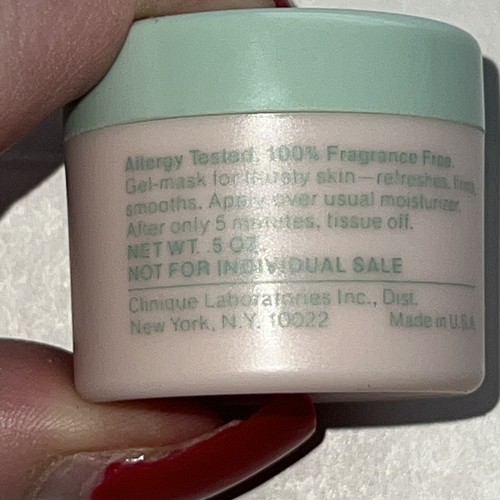 Allergy Tested. 100% Fragrance Free.
Gel-mask for thirsty skin—refreshes, firms,
smooths. Apply over usual moisturizer.
After only 5 minutes, tissue off.
NET WT. .5 OZ.
NOT FOR INDIVIDUAL SALE
Clinique Laboratories Inc., Dist.
New York, N.Y. 10022 Made in U.S.A.